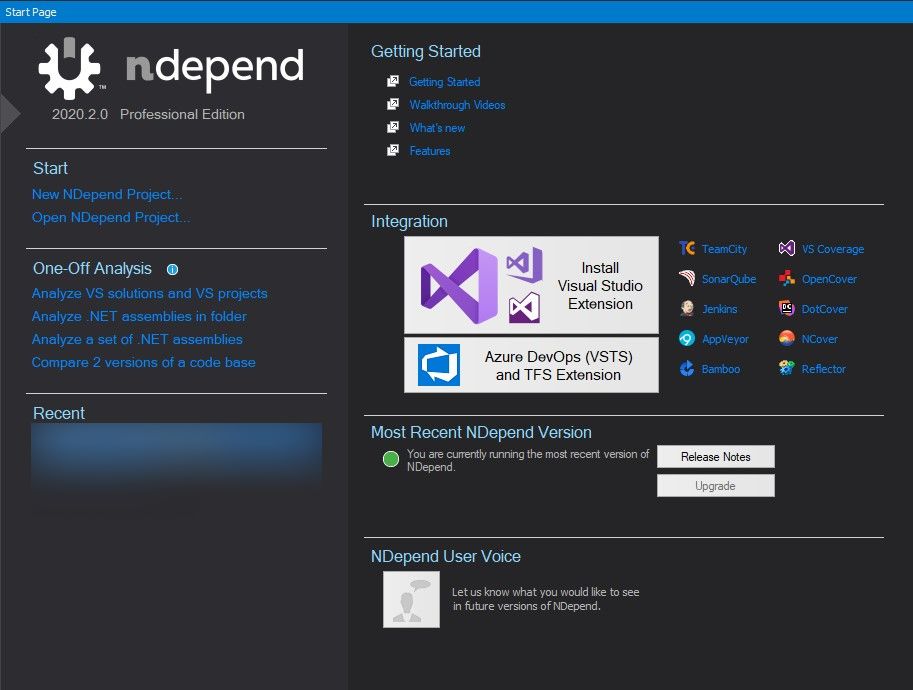 Start Page
ndepend™
2020.2.0 Professional Edition
Start
New NDepend Project...
Open NDepend Project...
One-Off Analysis
Analyze VS solutions and VS projects
Analyze .NET assemblies in folder
Analyze a set of .NET assemblies
Compare 2 versions of a code base
Recent
Getting Started
Getting Started
Walkthrough Videos
What's new
Features
Integration
Install
Visual Studio
Extension
Azure DevOps (VSTS)
and TFS Extension
TeamCity
SonarQube
Jenkins
AppVeyor
Bamboo
VS Coverage
OpenCover
DotCover
NCover
Reflector
Most Recent NDepend Version
You are currently running the most recent version of
NDepend.
Release Notes
Upgrade
NDepend User Voice
Let us know what you would like to see
in future versions of NDepend.